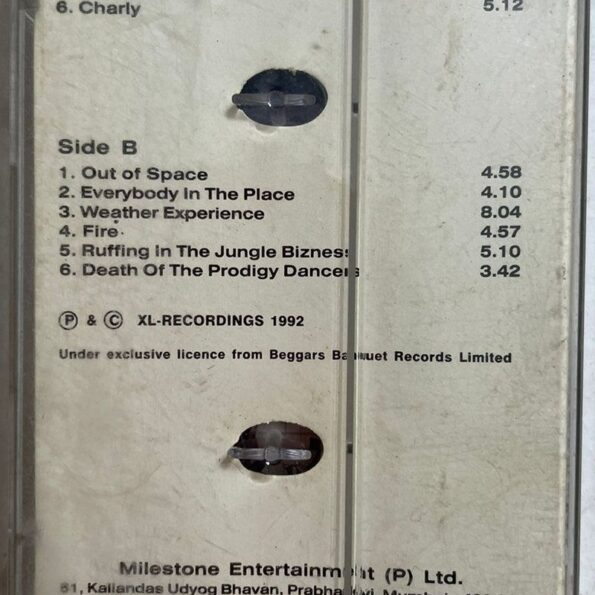 6. Charly 5.12
Side B
1. Out of Space 4.58
2. Everybody In The Place 4.10
3. Weather Experience 8.04
4. Fire 4.57
5. Ruffing In The Jungle Bizness 5.10
6. Death Of The Prodigy Dancers 3.42
Ⓟ & © XL-RECORDINGS 1992
Under exclusive licence from Beggars Banquet Records Limited
Milestone Entertainment (P) Ltd.
61, Kaliandas Udyog Bhavan, Prabhadevi, Mumbai